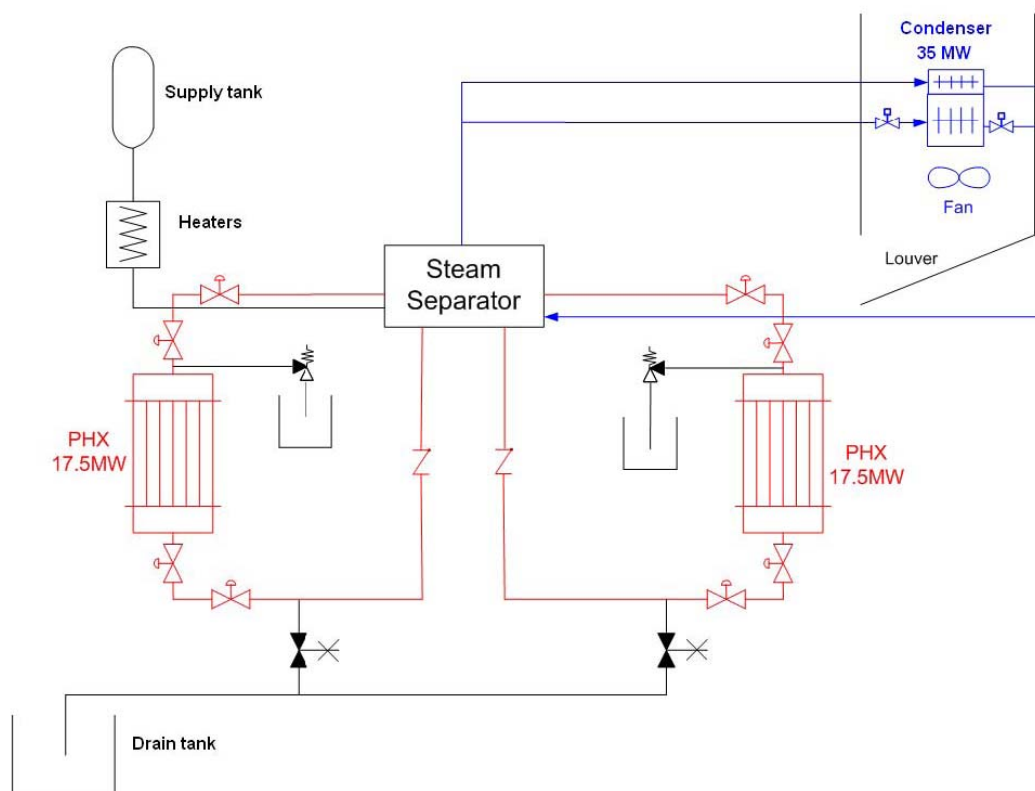 Condenser
35 MW
Supply tank
Heaters
Fan
Steam
Separator
Louver
PHX
17.5MW
PHX
17.5MW
Drain tank